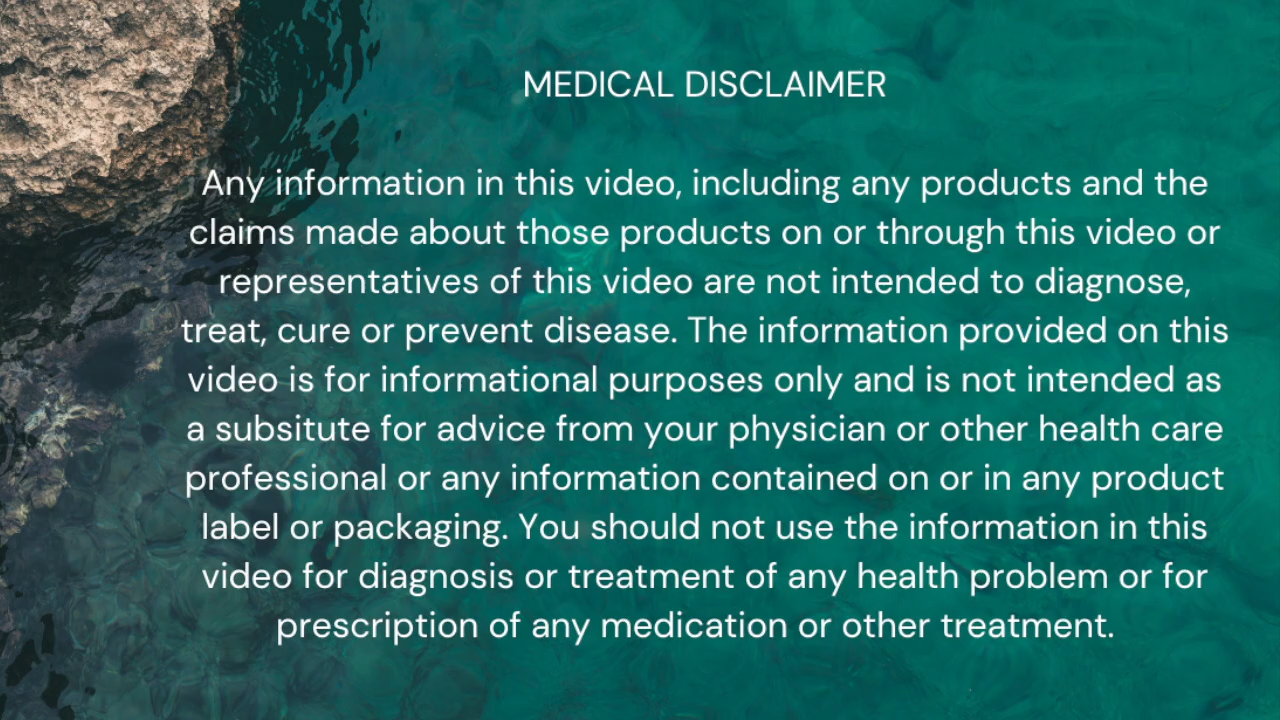 MEDICAL DISCLAIMER
Any information in this video, including any products and the
claims made about those products on or through this video or
representatives of this video are not intended to diagnose,
treat, cure or prevent disease. The information provided on this
video is for informational purposes only and is not intended as
a subsitute for advice from your physician or other health care
professional or any information contained on or in any product
label or packaging. You should not use the information in this
video for diagnosis or treatment of any health problem or for
prescription of any medication or other treatment.